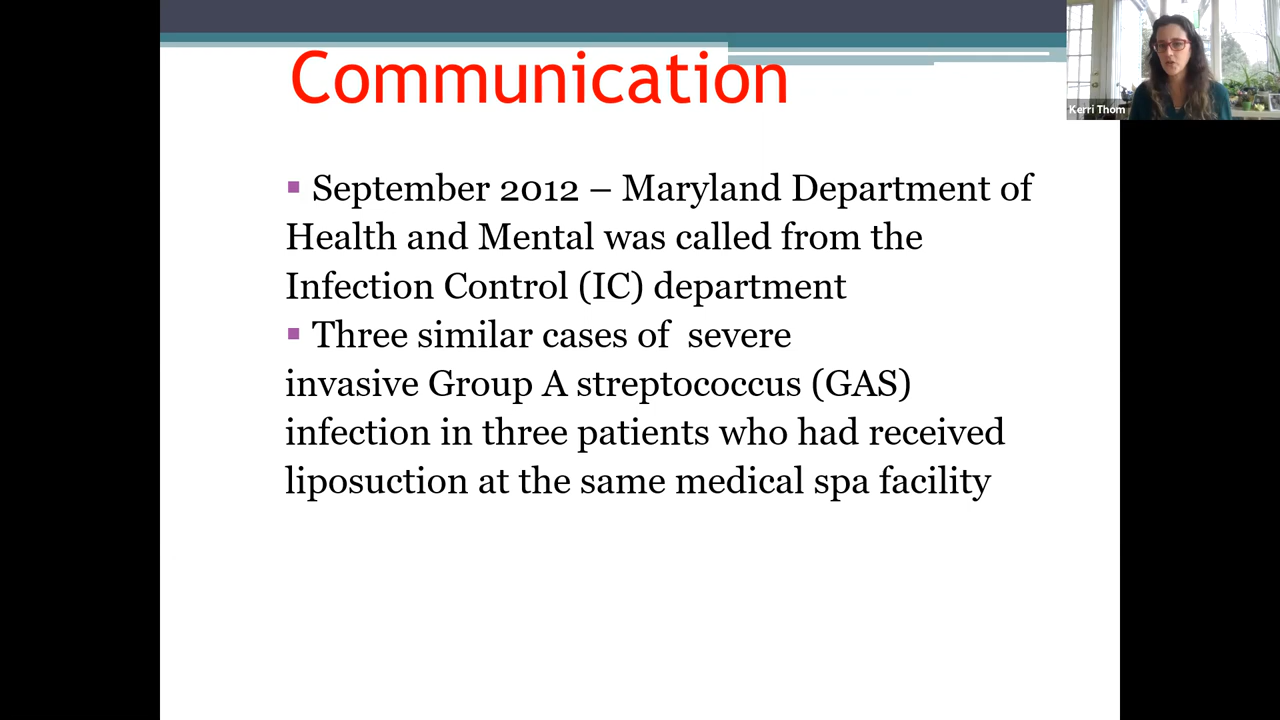 Communication
Kerri Thom
▪ September 2012 – Maryland Department of
Health and Mental was called from the
Infection Control (IC) department
▪ Three similar cases of  severe
invasive Group A streptococcus (GAS)
infection in three patients who had received
liposuction at the same medical spa facility